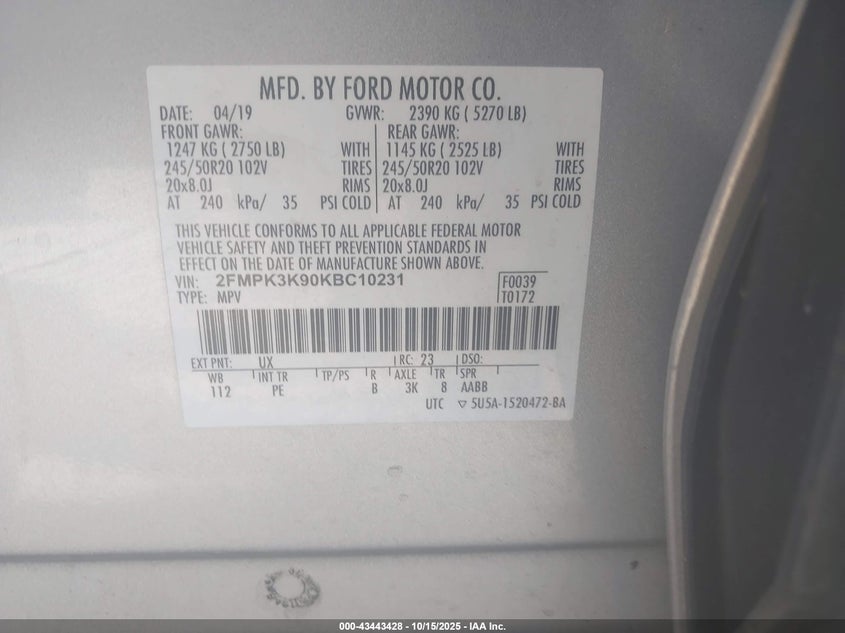 MFD. BY FORD MOTOR CO.
DATE: 04/19 GVWR: 2390 KG ( 5270 LB)
FRONT GAWR: REAR GAWR:
1247 KG ( 2750 LB) WITH 1145 KG ( 2525 LB) WITH
245/50R20 102V TIRES 245/50R20 102V TIRES
20x8.0J RIMS 20x8.0J RIMS
AT 240 kPa/ 35 PSI COLD AT 240 kPa/ 35 PSI COLD
THIS VEHICLE CONFORMS TO ALL APPLICABLE FEDERAL MOTOR
VEHICLE SAFETY AND THEFT PREVENTION STANDARDS IN
EFFECT ON THE DATE OF MANUFACTURE SHOWN ABOVE.
VIN: 2FMPK3K90KBC10231 F0039
TYPE: MPV T0172
EXT PNT: UX RC: 23 DSO:
WB INT TR TP/PS R AXLE TR SPR
112 PE B 3K 8 AABB
UTC ▽ 5U5A-1520472-BA
000-43443428 - 10/15/2025 - IAA Inc.